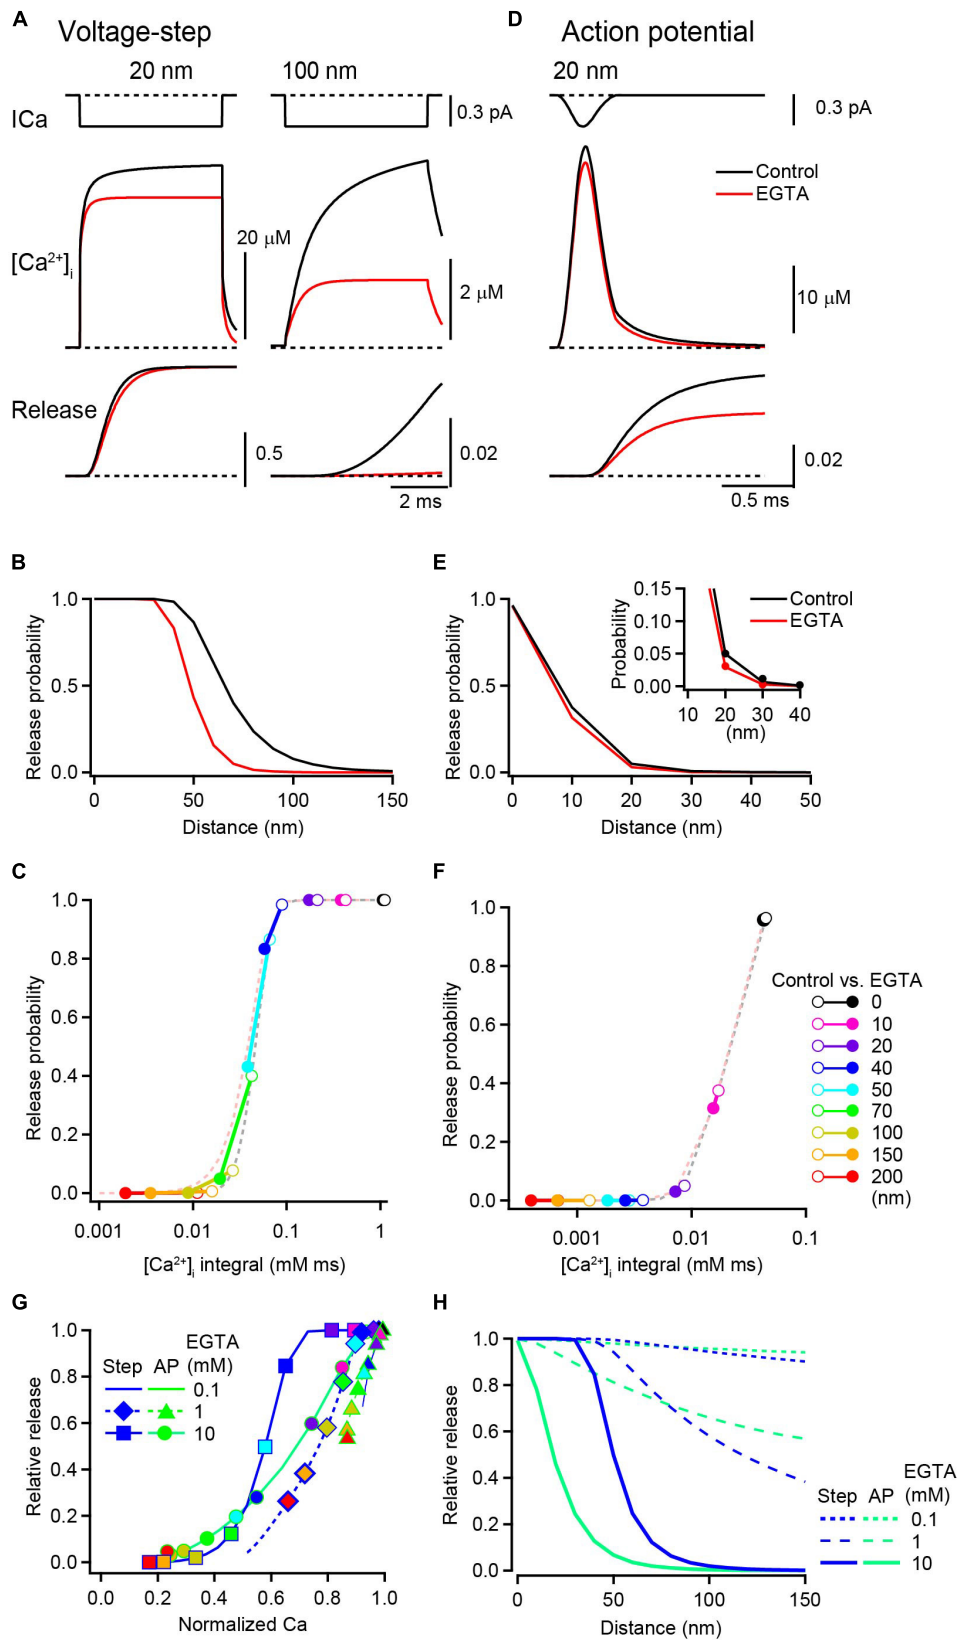 A
Voltage-step
20 nm
100 nm
ICa
0.3 pA
[Ca²⁺]i
20 µM
2 µM
Release
0.5
0.02
2 ms
D
Action potential
20 nm
0.3 pA
Control
EGTA
10 µM
0.02
0.5 ms
B
Release probability
1.0
0.5
0.0
0
50
100
150
Distance (nm)
E
Release probability
1.0
0.5
0.0
0
10
20
30
40
50
Distance (nm)
Probability
0.15
0.10
0.05
0.00
10
20
30
40
(nm)
Control
EGTA
C
Release probability
1.0
0.8
0.6
0.4
0.2
0.0
0.001
0.01
0.1
1
[Ca²⁺]i integral (mM ms)
F
Release probability
1.0
0.8
0.6
0.4
0.2
0.0
0.001
0.01
0.1
[Ca²⁺]i integral (mM ms)
Control vs. EGTA
0
10
20
40
50
70
100
150
200
(nm)
G
Relative release
1.0
0.8
0.6
0.4
0.2
0.0
0.0
0.2
0.4
0.6
0.8
1.0
Normalized Ca
EGTA
Step AP (mM)
0.1
1
10
H
Relative release
1.0
0.8
0.6
0.4
0.2
0.0
0
50
100
150
Distance (nm)
EGTA
Step AP (mM)
0.1
1
10